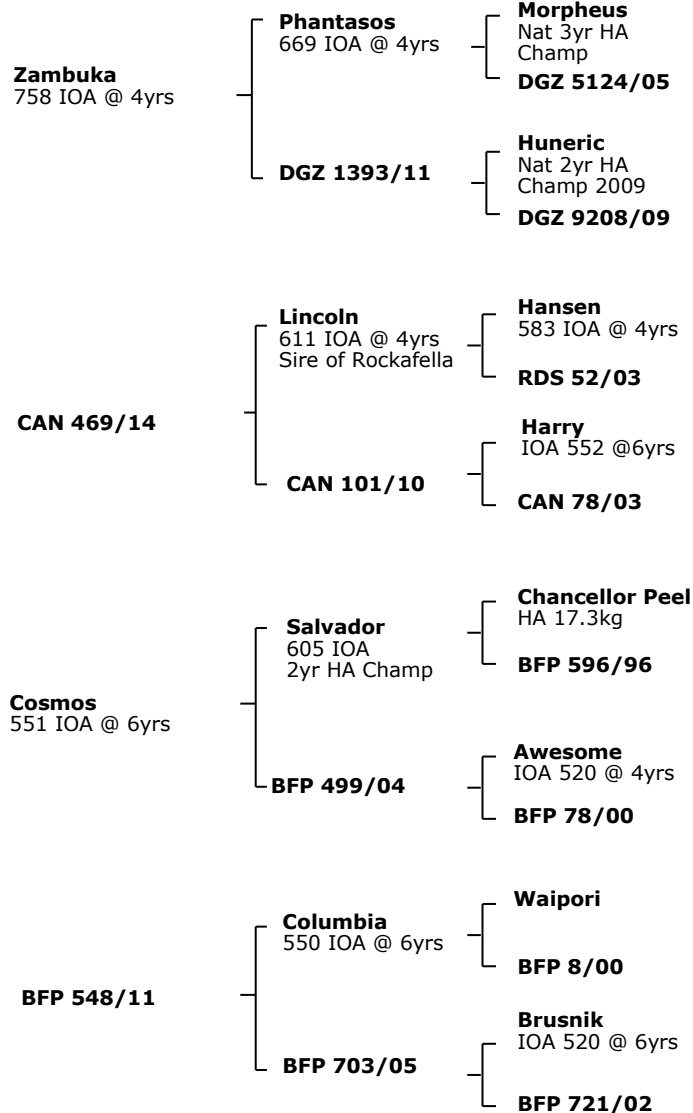 Zambuka
758 IOA @ 4yrs
Phantasos
669 IOA @ 4yrs
Morpheus
Nat 3yr HA
Champ
DGZ 5124/05
DGZ 1393/11
Huneric
Nat 2yr HA
Champ 2009
DGZ 9208/09
CAN 469/14
Lincoln
611 IOA @ 4yrs
Sire of Rockafella
Hansen
583 IOA @ 4yrs
RDS 52/03
CAN 101/10
Harry
IOA 552 @6yrs
CAN 78/03
Cosmos
551 IOA @ 6yrs
Salvador
605 IOA
2yr HA Champ
Chancellor Peel
HA 17.3kg
BFP 596/96
BFP 499/04
Awesome
IOA 520 @ 4yrs
BFP 78/00
BFP 548/11
Columbia
550 IOA @ 6yrs
Waipori
BFP 8/00
BFP 703/05
Brusnik
IOA 520 @ 6yrs
BFP 721/02